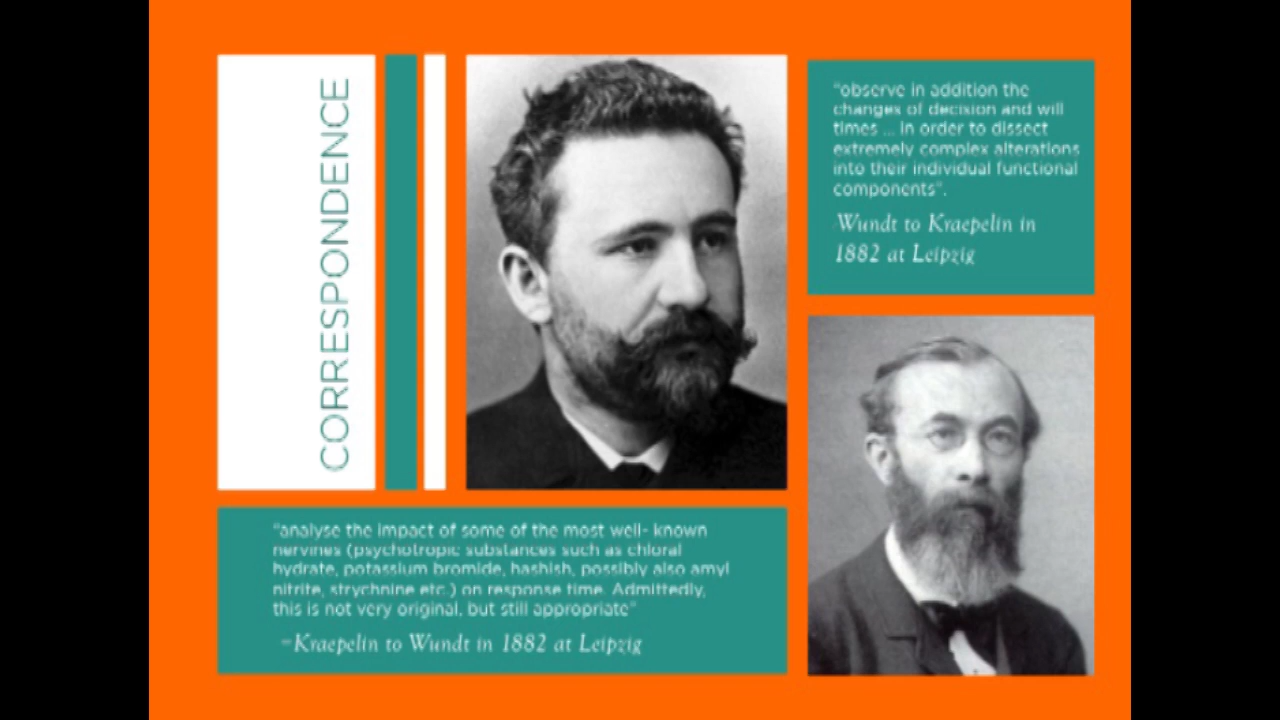 CORRESPONDENCE
"observe in addition the
changes of decision and will
times ... In order to dissect
extremely complex alterations
into their individual functional
components".
Wundt to Kraepelin in
1882 at Leipzig
"analyse the impact of some of the most well- known
nervines (psychotropic substances such as chloral
hydrate, potassium bromide, hashish, possibly also amyl
nitrite, strychnine etc.) on response time. Admittedly,
this is not very original, but still appropriate"
-Kraepelin to Wundt in 1882 at Leipzig